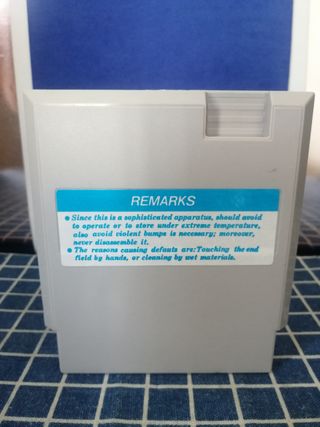 REMARKS
● Since this is a sophisticated apparatus, should avoid
to operate or to store under extreme temperature,
also avoid violent bumps is necessary; moreover,
never disassemble it.
● The reasons causing defauts are:Touching the end
field by hands, or cleaning by wet materials.